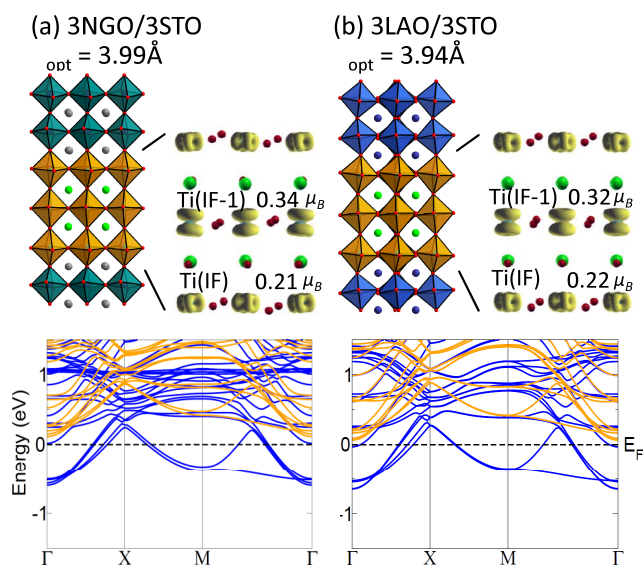 (a) 3NGO/3STO
opt = 3.99Å
Ti(IF-1) 0.34 μB
Ti(IF) 0.21 μB
(b) 3LAO/3STO
opt = 3.94Å
Ti(IF-1) 0.32 μB
Ti(IF) 0.22 μB
Energy (eV)
1
0
-1
Γ X M Γ
1
0
-1
Γ X M Γ
E_F